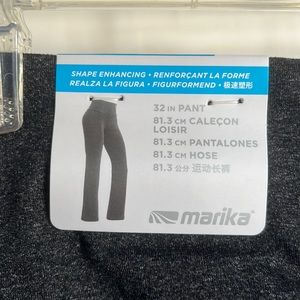 SHAPE ENHANCING • RENFORÇANT LA FORME
REALZA LA FIGURA • FIGURFORMEND • 极速塑形
32 IN PANT
81.3 CM CALEÇON
LOISIR
81.3 CM PANTALONES
81.3 CM HOSE
81.3 公分 运动长裤
marika